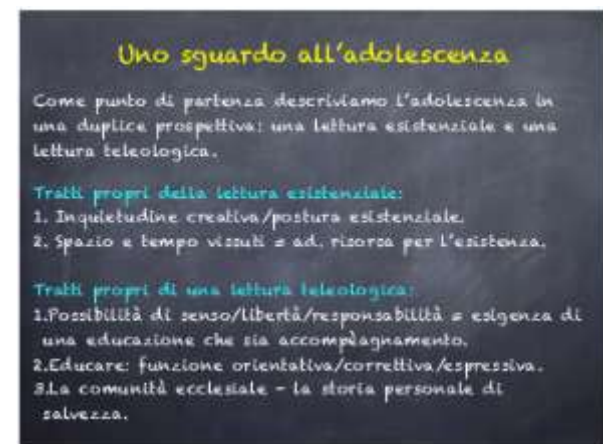 Uno sguardo all'adolescenza
Come punto di partenza descriviamo l'adolescenza in
una duplice prospettiva: una lettura esistenziale e una
lettura teleologica.
Tratti propri della lettura esistenziale:
1. Inquietudine creativa/postura esistenziale.
2. Spazio e tempo vissuti = ad. risorsa per l'esistenza.
Tratti propri di una lettura teleologica:
1.Possibilità di senso/libertà/responsabilità = esigenza di
una educazione che sia accompagnamento.
2.Educare: funzione orientativa/correttiva/espressiva.
3.La comunità ecclesiale - la storia personale di
salvezza.